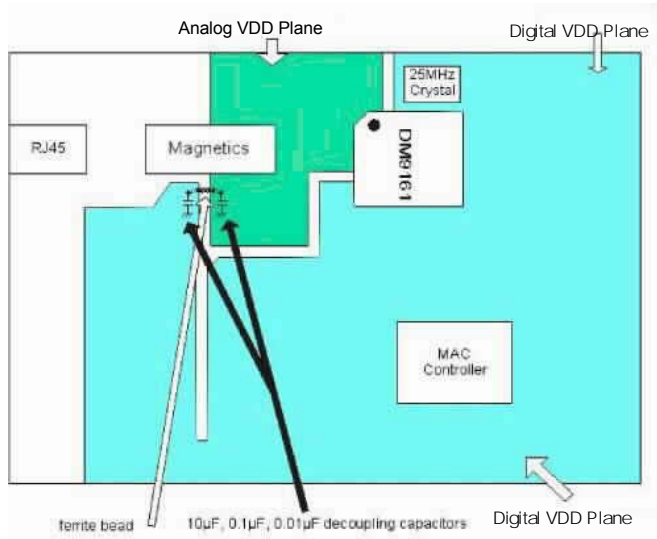 Analog VDD Plane
Digital VDD Plane
25MHz
Crystal
RJ45
Magnetics
DM9161
MAC
Controller
ferrite bead
10µF, 0.1µF, 0.01µF decoupling capacitors
Digital VDD Plane